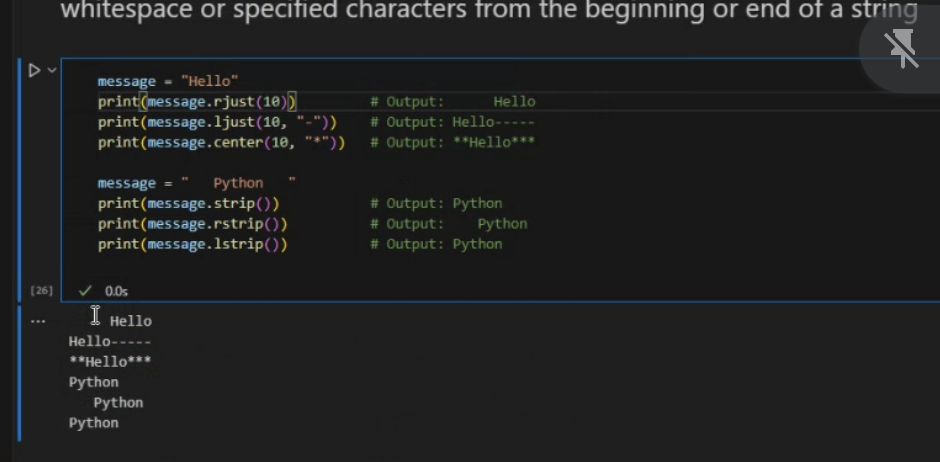 whitespace or specified characters from the beginning or end of a string
message = "Hello"
print(message.rjust(10))         # Output:      Hello
print(message.ljust(10, "-"))    # Output: Hello-----
print(message.center(10, "*"))   # Output: **Hello***
message = "   Python   "
print(message.strip())           # Output: Python
print(message.rstrip())          # Output:    Python
print(message.lstrip())          # Output: Python
[26] 0.0s
     Hello
Hello-----
**Hello***
Python
   Python
Python